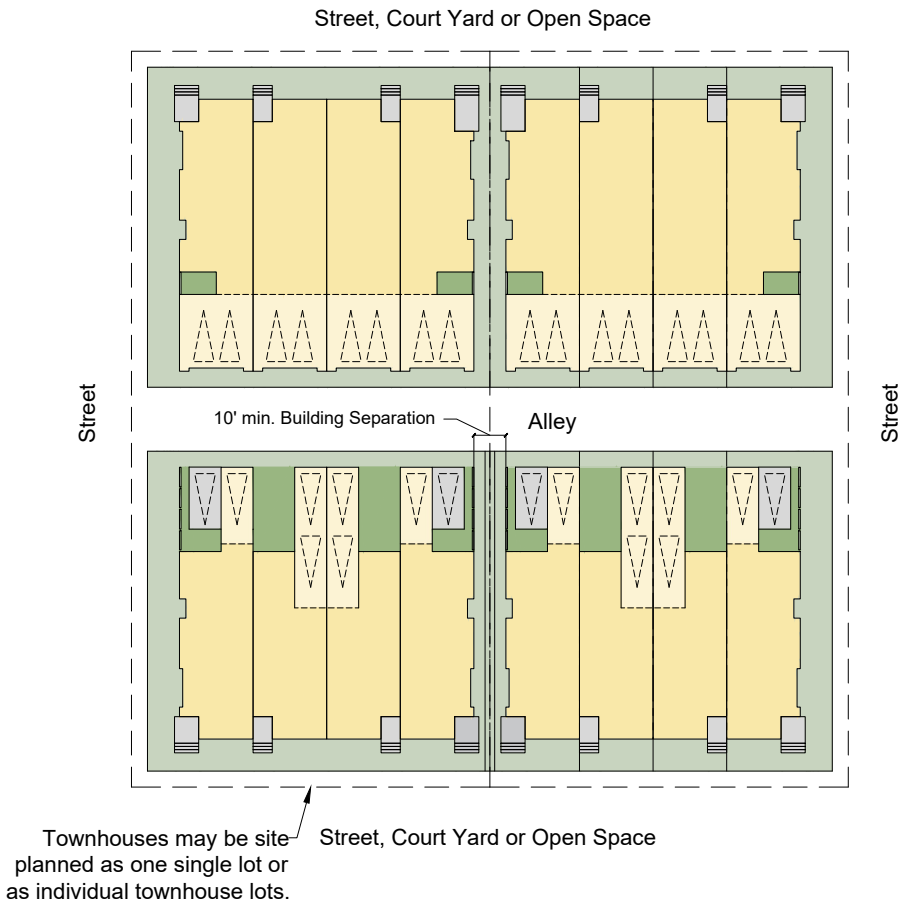 Street, Court Yard or Open Space
Street
Street
10' min. Building Separation
Alley
Townhouses may be site
planned as one single lot or
as individual townhouse lots.
Street, Court Yard or Open Space